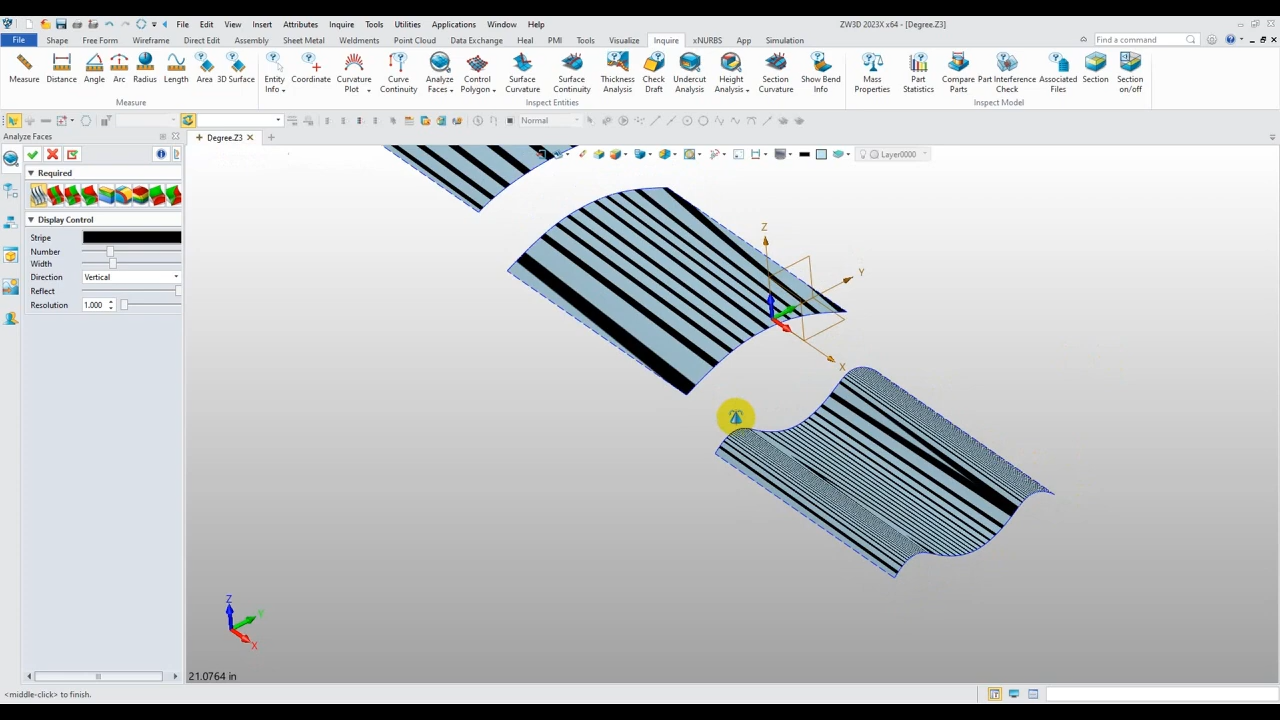 File Edit View Insert Attributes Inquire Tools Utilities Applications Window Help ZW3D 2023X x64 - [Degree.Z3]
File Shape Free Form Wireframe Direct Edit Assembly Sheet Metal Weldments Point Cloud Data Exchange Heal PMI Tools Visualize Inquire xNURBS App Simulation Find a command
Measure Distance Angle Arc Radius Length Area 3D Surface Entity Info Coordinate Curvature Plot Curve Continuity Analyze Faces Control Polygon Surface Curvature Surface Continuity Thickness Analysis Check Draft Undercut Analysis Height Analysis Section Curvature Show Bend Info Mass Properties Part Statistics Compare Parts Part Interference Check Associated Files Section Section on/off
Measure Inspect Entities Inspect Model
Normal
Analyze Faces Degree.Z3
Layer0000
Required
Display Control
Stripe
Number
Width
Direction Vertical
Reflect
Resolution 1.000
Z
Y
X
Z
Y
X
21.0764 in
<middle-click> to finish.